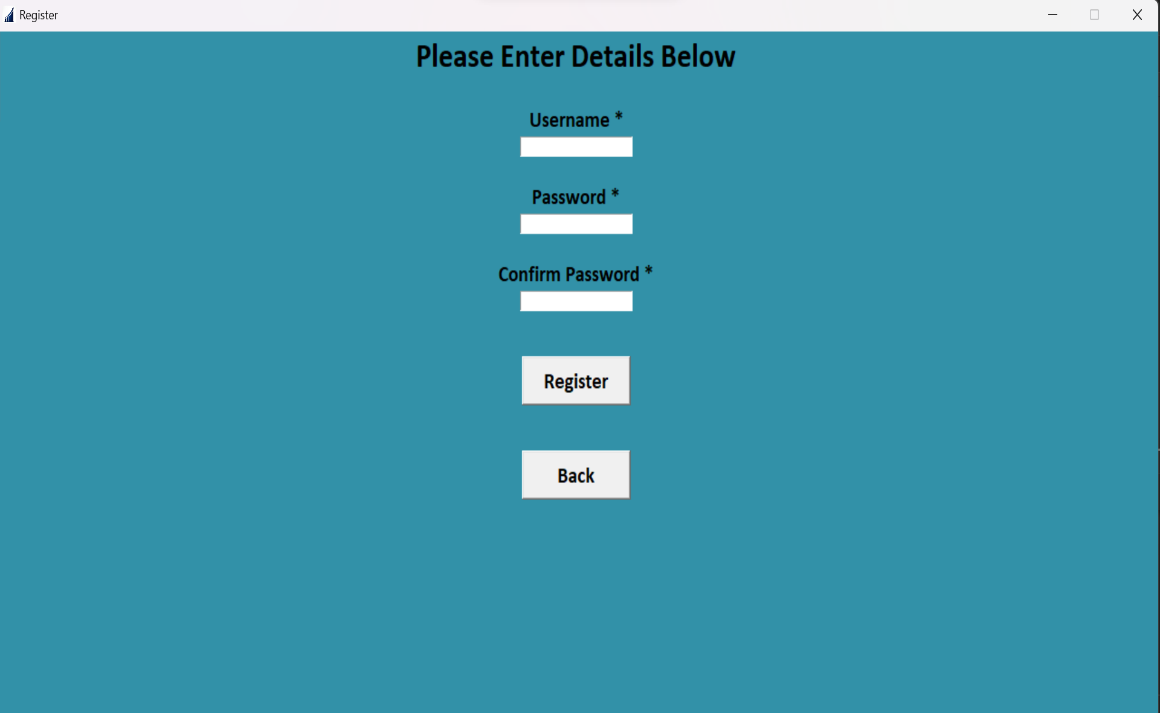 Register
Please Enter Details Below
Username *
Password *
Confirm Password *
Register
Back